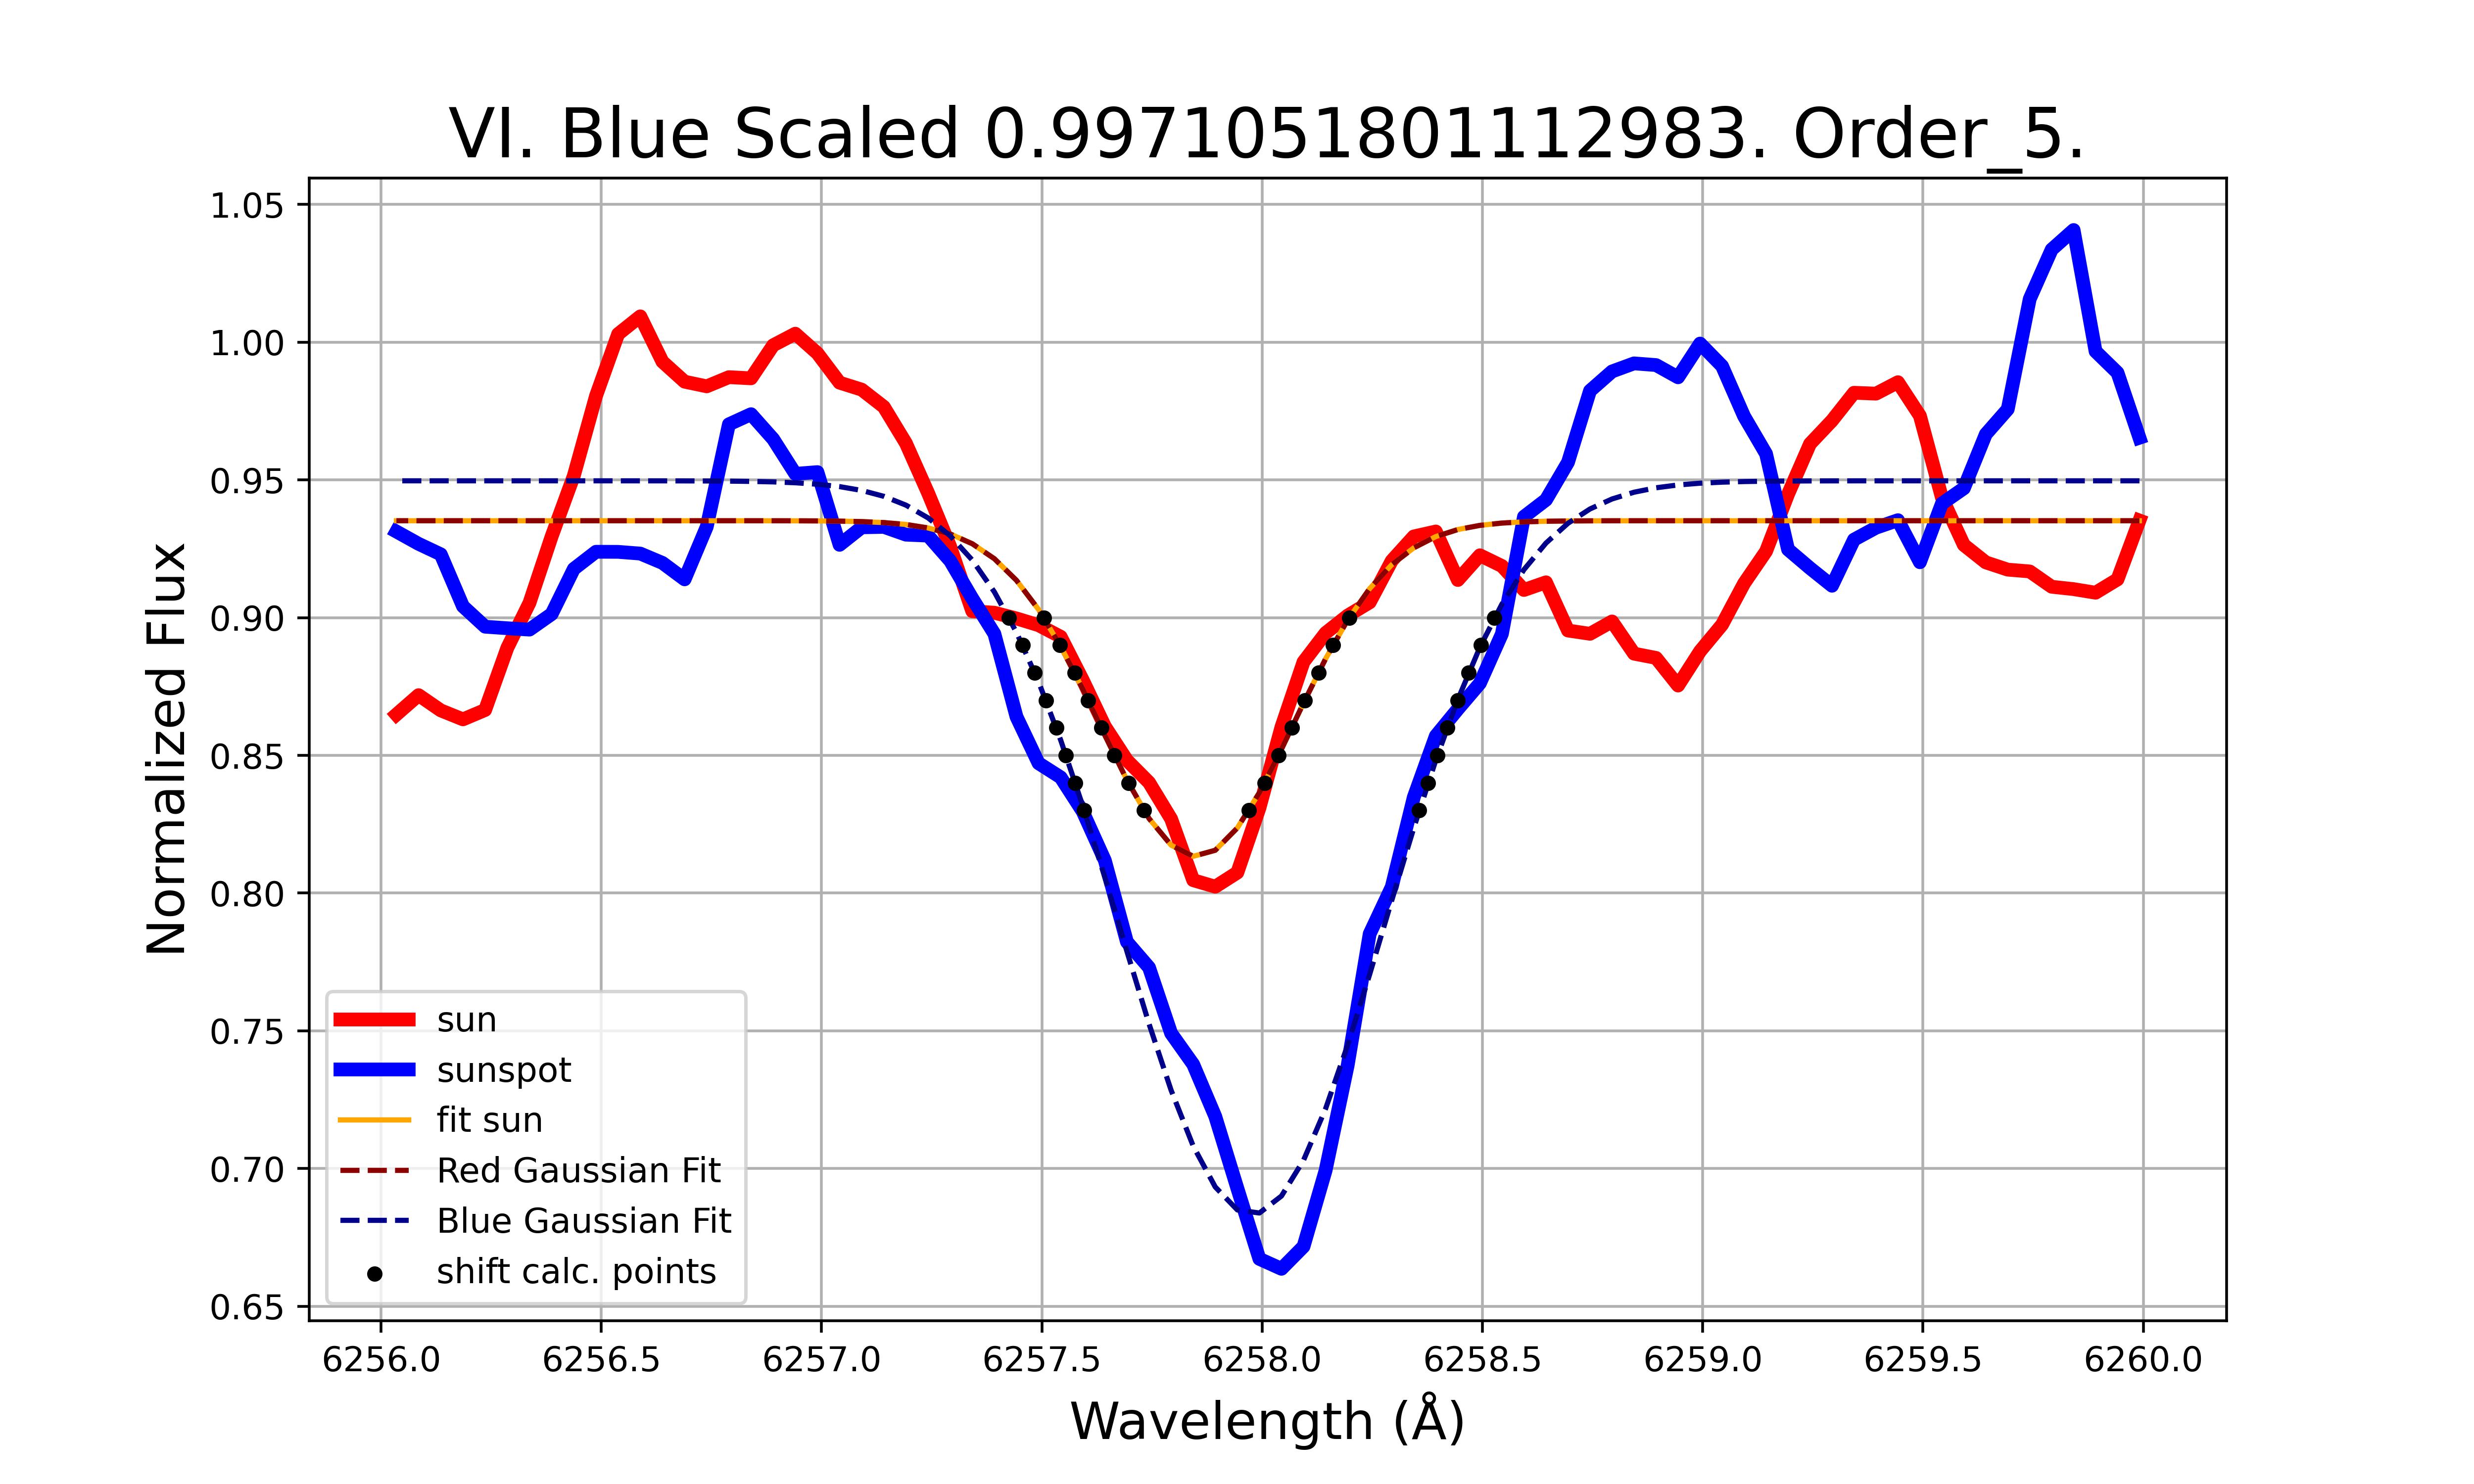 VI. Blue Scaled 0.9971051801112983. Order_5.
1.05
1.00
0.95
0.90
0.85
0.80
0.75
0.70
0.65
Normalized Flux
sun
sunspot
fit sun
Red Gaussian Fit
Blue Gaussian Fit
shift calc. points
6256.0 6256.5 6257.0 6257.5 6258.0 6258.5 6259.0 6259.5 6260.0
Wavelength (Å)